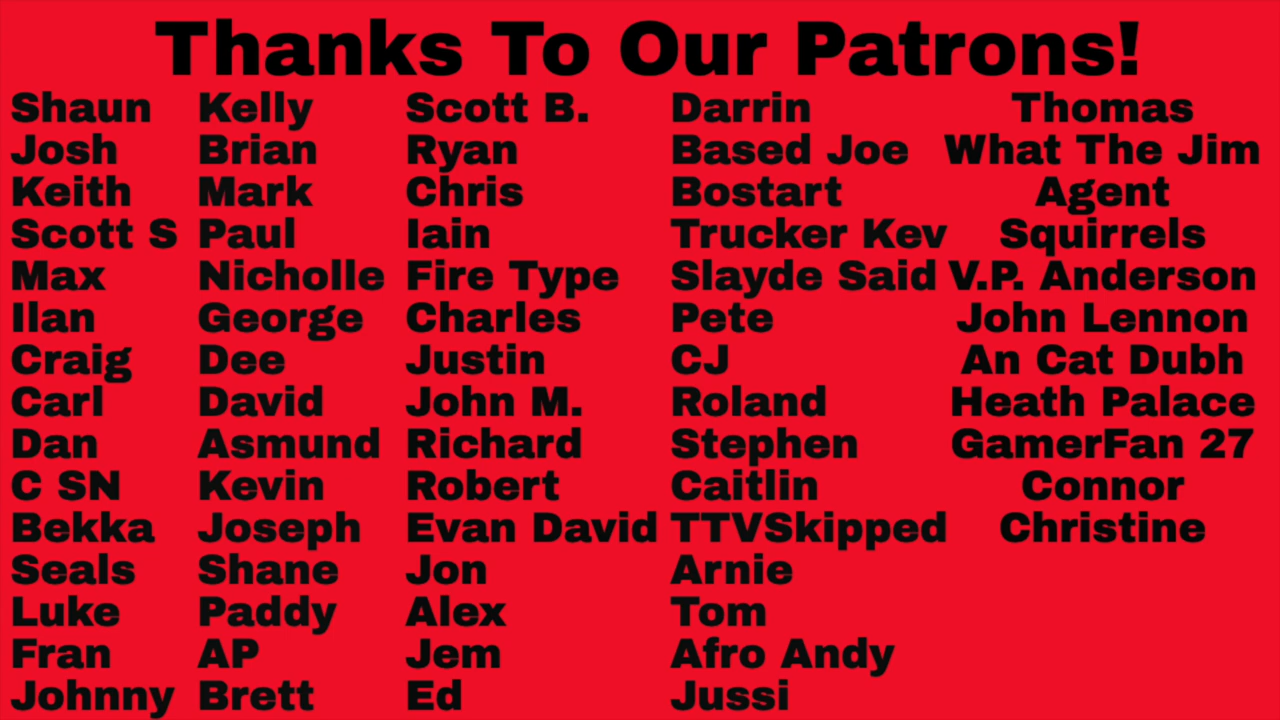 Thanks To Our Patrons!
Shaun
Josh
Keith
Scott S
Max
Ilan
Craig
Carl
Dan
C SN
Bekka
Seals
Luke
Fran
Johnny
Kelly
Brian
Mark
Paul
Nicholle
George
Dee
David
Asmund
Kevin
Joseph
Shane
Paddy
AP
Brett
Scott B.
Ryan
Chris
Iain
Fire Type
Charles
Justin
John M.
Richard
Robert
Evan David
Jon
Alex
Jem
Ed
Darrin
Based Joe
Bostart
Trucker Kev
Slayde Said
Pete
CJ
Roland
Stephen
Caitlin
TTVSkipped
Arnie
Tom
Afro Andy
Jussi
Thomas
What The Jim
Agent
Squirrels
V.P. Anderson
John Lennon
An Cat Dubh
Heath Palace
GamerFan 27
Connor
Christine